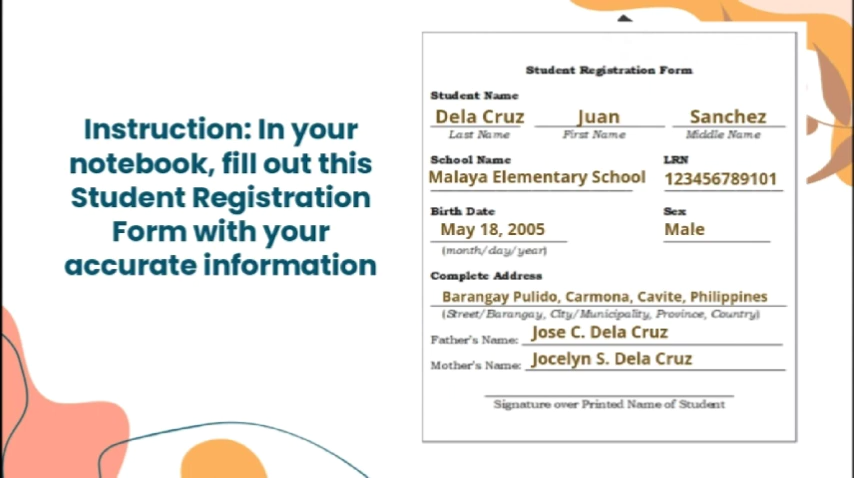 Instruction: In your
notebook, fill out this
Student Registration
Form with your
accurate information
Student Registration Form
Student Name
Dela Cruz Juan Sanchez
Last Name First Name Middle Name
School Name LRN
Malaya Elementary School 123456789101
Birth Date Sex
May 18, 2005 Male
(month/day/year)
Complete Address
Barangay Pulido, Carmona, Cavite, Philippines
(Street/Barangay, City/Municipality, Province, Country)
Father's Name: Jose C. Dela Cruz
Mother's Name: Jocelyn S. Dela Cruz
Signature over Printed Name of Student